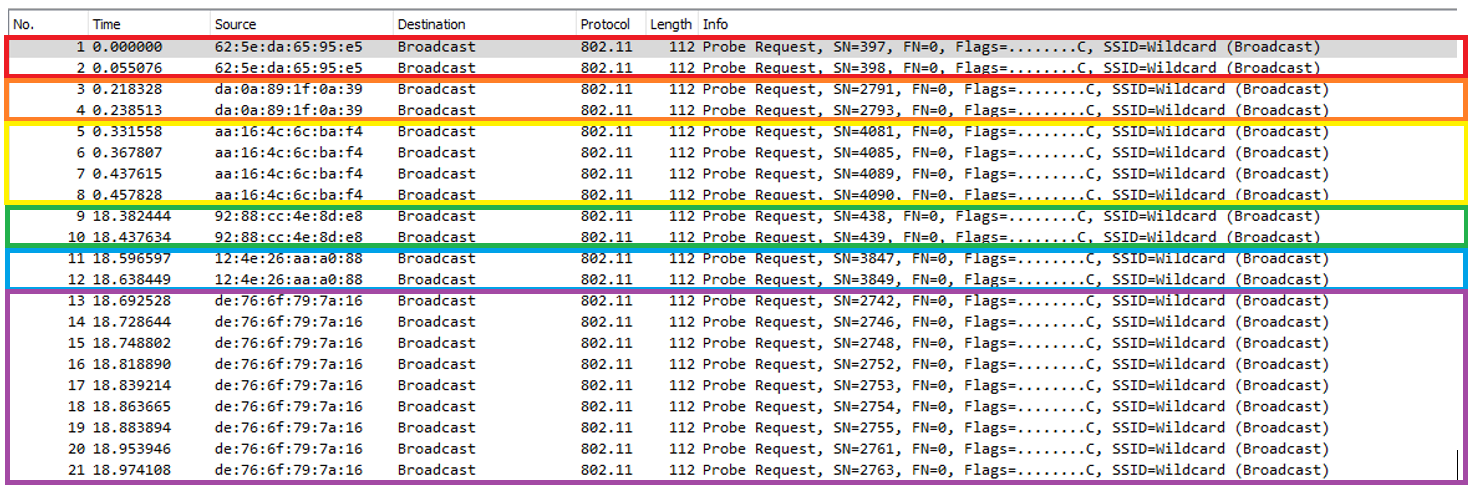 No. Time Source Destination Protocol Length Info
1 0.000000 62:5e:da:65:95:e5 Broadcast 802.11 112 Probe Request, SN=397, FN=0, Flags=........C, SSID=Wildcard (Broadcast)
2 0.055076 62:5e:da:65:95:e5 Broadcast 802.11 112 Probe Request, SN=398, FN=0, Flags=........C, SSID=Wildcard (Broadcast)
3 0.218328 da:0a:89:1f:0a:39 Broadcast 802.11 112 Probe Request, SN=2791, FN=0, Flags=........C, SSID=Wildcard (Broadcast)
4 0.238513 da:0a:89:1f:0a:39 Broadcast 802.11 112 Probe Request, SN=2793, FN=0, Flags=........C, SSID=Wildcard (Broadcast)
5 0.331558 aa:16:4c:6c:ba:f4 Broadcast 802.11 112 Probe Request, SN=4081, FN=0, Flags=........C, SSID=Wildcard (Broadcast)
6 0.367807 aa:16:4c:6c:ba:f4 Broadcast 802.11 112 Probe Request, SN=4085, FN=0, Flags=........C, SSID=Wildcard (Broadcast)
7 0.437615 aa:16:4c:6c:ba:f4 Broadcast 802.11 112 Probe Request, SN=4089, FN=0, Flags=........C, SSID=Wildcard (Broadcast)
8 0.457828 aa:16:4c:6c:ba:f4 Broadcast 802.11 112 Probe Request, SN=4090, FN=0, Flags=........C, SSID=Wildcard (Broadcast)
9 18.382444 92:88:cc:4e:8d:e8 Broadcast 802.11 112 Probe Request, SN=438, FN=0, Flags=........C, SSID=Wildcard (Broadcast)
10 18.437634 92:88:cc:4e:8d:e8 Broadcast 802.11 112 Probe Request, SN=439, FN=0, Flags=........C, SSID=Wildcard (Broadcast)
11 18.596597 12:4e:26:aa:a0:88 Broadcast 802.11 112 Probe Request, SN=3847, FN=0, Flags=........C, SSID=Wildcard (Broadcast)
12 18.638449 12:4e:26:aa:a0:88 Broadcast 802.11 112 Probe Request, SN=3849, FN=0, Flags=........C, SSID=Wildcard (Broadcast)
13 18.692528 de:76:6f:79:7a:16 Broadcast 802.11 112 Probe Request, SN=2742, FN=0, Flags=........C, SSID=Wildcard (Broadcast)
14 18.728644 de:76:6f:79:7a:16 Broadcast 802.11 112 Probe Request, SN=2746, FN=0, Flags=........C, SSID=Wildcard (Broadcast)
15 18.748802 de:76:6f:79:7a:16 Broadcast 802.11 112 Probe Request, SN=2748, FN=0, Flags=........C, SSID=Wildcard (Broadcast)
16 18.818890 de:76:6f:79:7a:16 Broadcast 802.11 112 Probe Request, SN=2752, FN=0, Flags=........C, SSID=Wildcard (Broadcast)
17 18.839214 de:76:6f:79:7a:16 Broadcast 802.11 112 Probe Request, SN=2753, FN=0, Flags=........C, SSID=Wildcard (Broadcast)
18 18.863665 de:76:6f:79:7a:16 Broadcast 802.11 112 Probe Request, SN=2754, FN=0, Flags=........C, SSID=Wildcard (Broadcast)
19 18.883894 de:76:6f:79:7a:16 Broadcast 802.11 112 Probe Request, SN=2755, FN=0, Flags=........C, SSID=Wildcard (Broadcast)
20 18.953946 de:76:6f:79:7a:16 Broadcast 802.11 112 Probe Request, SN=2761, FN=0, Flags=........C, SSID=Wildcard (Broadcast)
21 18.974108 de:76:6f:79:7a:16 Broadcast 802.11 112 Probe Request, SN=2763, FN=0, Flags=........C, SSID=Wildcard (Broadcast)